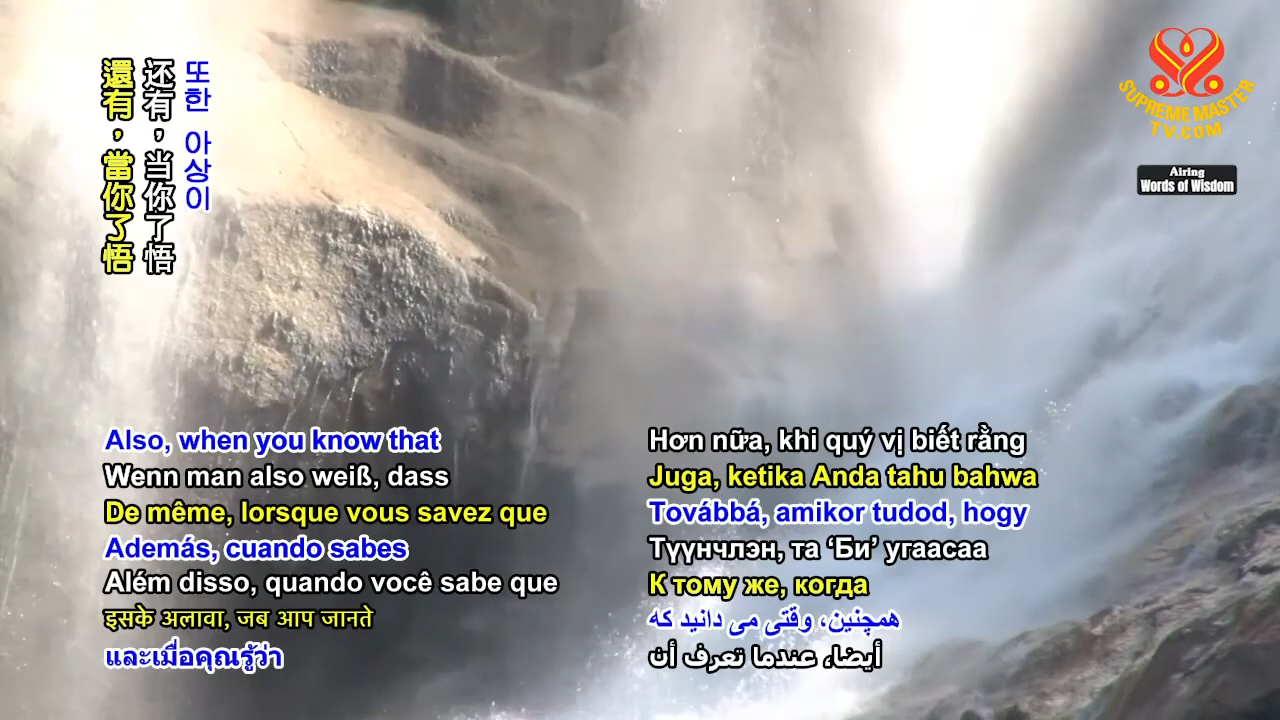 還有，當你了悟
还有，当你了悟
또한 아상이
SUPREME MASTER
TV.COM
Airing
Words of Wisdom
Also, when you know that
Wenn man also weiß, dass
De même, lorsque vous savez que
Además, cuando sabes
Além disso, quando você sabe que
इसके अलावा, जब आप जानते
และเมื่อคุณรู้ว่า
Hơn nữa, khi quý vị biết rằng
Juga, ketika Anda tahu bahwa
Továbbá, amikor tudod, hogy
Түүнчлэн, та ‘Би’ угаасаа
К тому же, когда
همچنین، وقتی می دانید که
أيضا، عندما تعرف أن